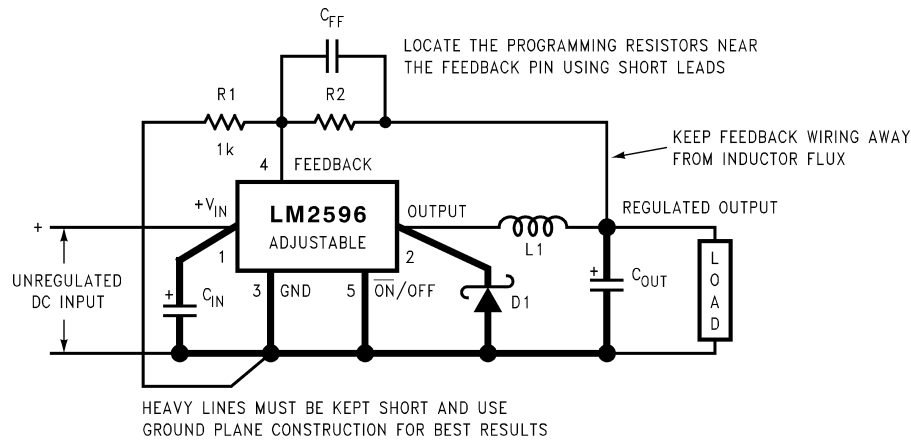 CFF
LOCATE THE PROGRAMMING RESISTORS NEAR
THE FEEDBACK PIN USING SHORT LEADS
R1
R2
1k
KEEP FEEDBACK WIRING AWAY
FROM INDUCTOR FLUX
4
FEEDBACK
+VIN
LM2596
ADJUSTABLE
OUTPUT
REGULATED OUTPUT
+
1
2
L1
UNREGULATED
DC INPUT
+
CIN
3
GND
5
ON/OFF
D1
+
COUT
LOAD
HEAVY LINES MUST BE KEPT SHORT AND USE
GROUND PLANE CONSTRUCTION FOR BEST RESULTS